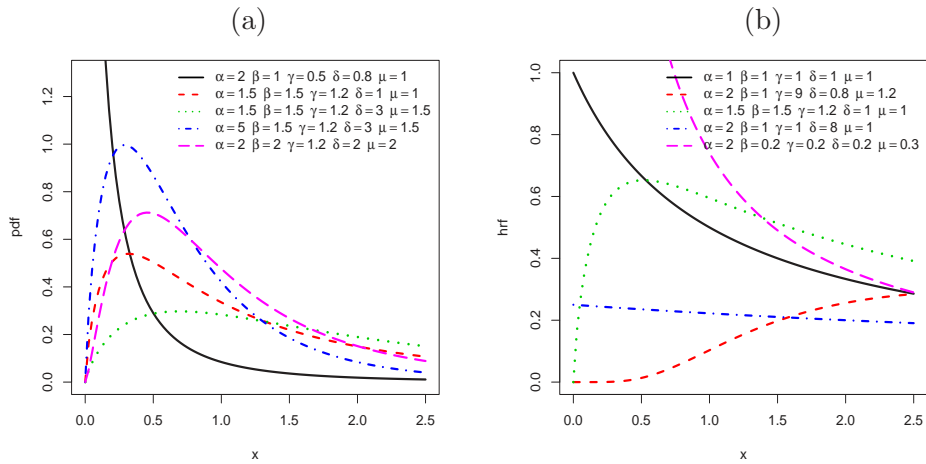 (a)
α = 2 β = 1 γ = 0.5 δ = 0.8 μ = 1
α = 1.5 β = 1.5 γ = 1.2 δ = 1 μ = 1
α = 1.5 β = 1.5 γ = 1.2 δ = 3 μ = 1.5
α = 5 β = 1.5 γ = 1.2 δ = 3 μ = 1.5
α = 2 β = 2 γ = 1.2 δ = 2 μ = 2
pdf
1.2
1.0
0.8
0.6
0.4
0.2
0.0
0.0 0.5 1.0 1.5 2.0 2.5
x
(b)
α = 1 β = 1 γ = 1 δ = 1 μ = 1
α = 2 β = 1 γ = 9 δ = 0.8 μ = 1.2
α = 1.5 β = 1.5 γ = 1.2 δ = 1 μ = 1
α = 2 β = 1 γ = 1 δ = 8 μ = 1
α = 2 β = 0.2 γ = 0.2 δ = 0.2 μ = 0.3
hrf
1.0
0.8
0.6
0.4
0.2
0.0
0.0 0.5 1.0 1.5 2.0 2.5
x